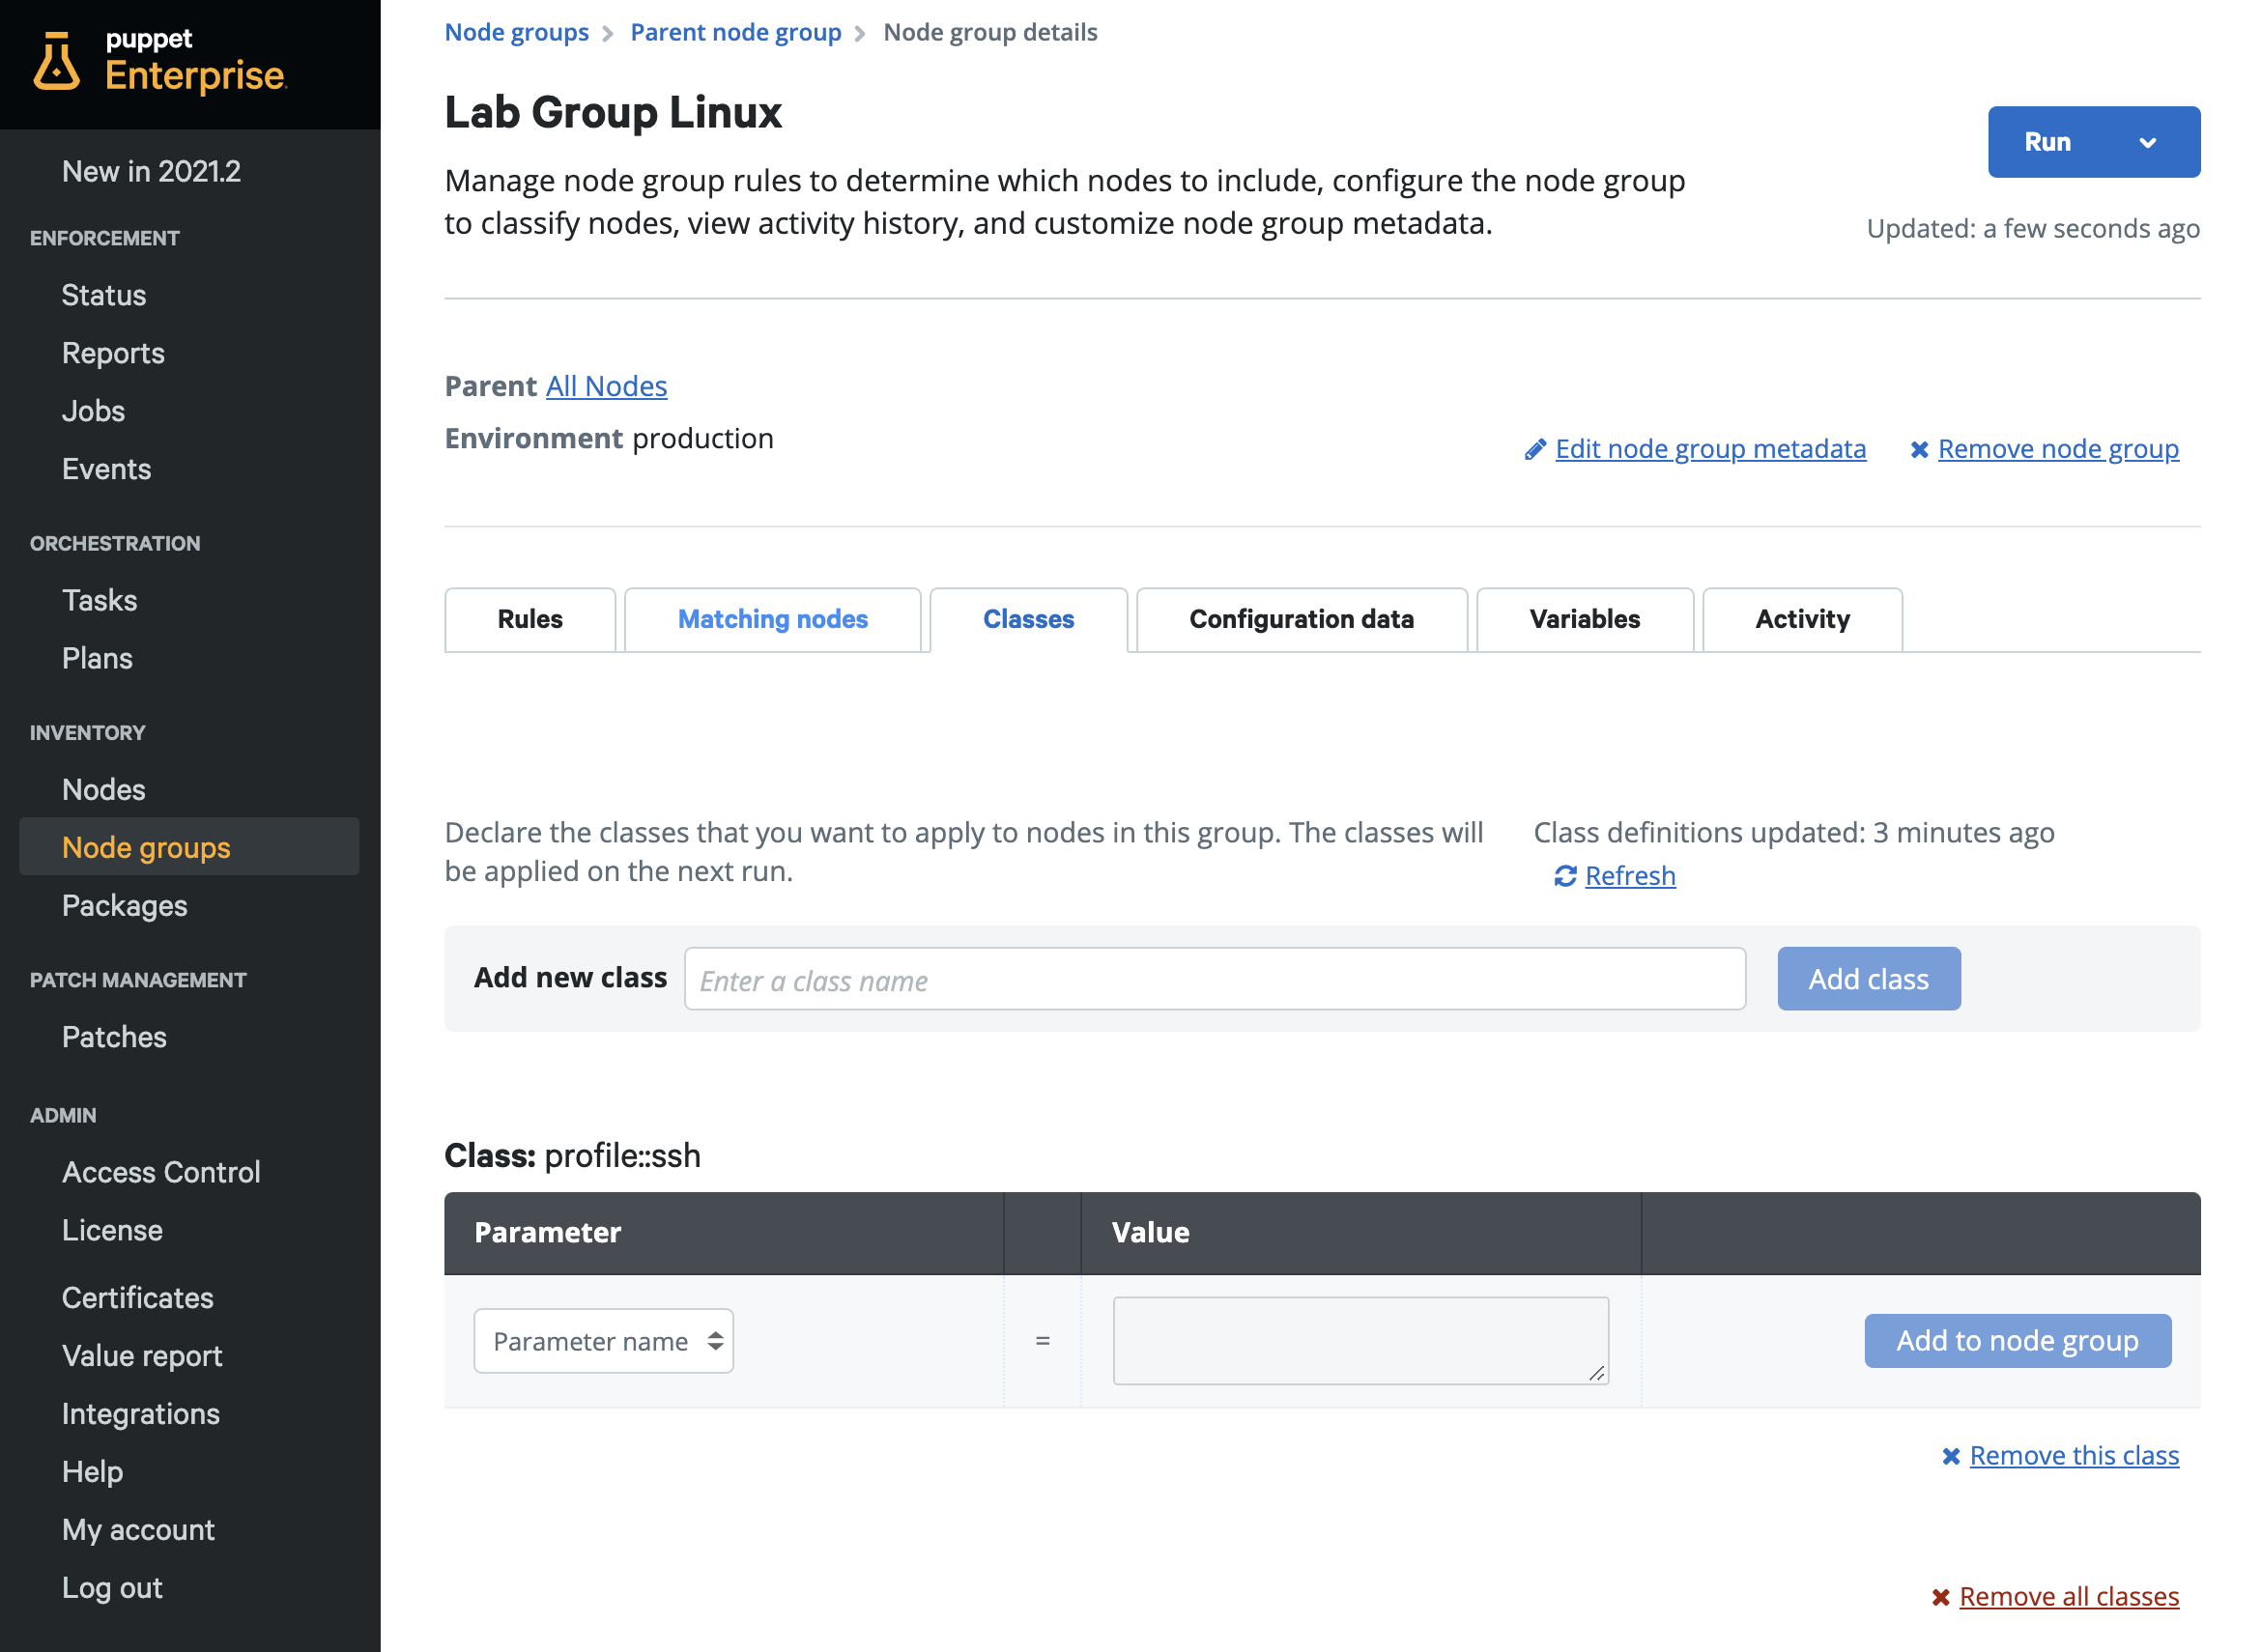 puppet
Enterprise
New in 2021.2
ENFORCEMENT
Status
Reports
Jobs
Events
ORCHESTRATION
Tasks
Plans
INVENTORY
Nodes
Node groups
Packages
PATCH MANAGEMENT
Patches
ADMIN
Access Control
License
Certificates
Value report
Integrations
Help
My account
Log out
Node groups > Parent node group > Node group details
Lab Group Linux
Manage node group rules to determine which nodes to include, configure the node group
to classify nodes, view activity history, and customize node group metadata.
Run
Updated: a few seconds ago
Parent All Nodes
Environment production
Edit node group metadata Remove node group
Rules Matching nodes Classes Configuration data Variables Activity
Declare the classes that you want to apply to nodes in this group. The classes will
be applied on the next run.
Class definitions updated: 3 minutes ago
Refresh
Add new class Enter a class name Add class
Class: profile::ssh
Parameter Value
Parameter name = Add to node group
Remove this class
Remove all classes